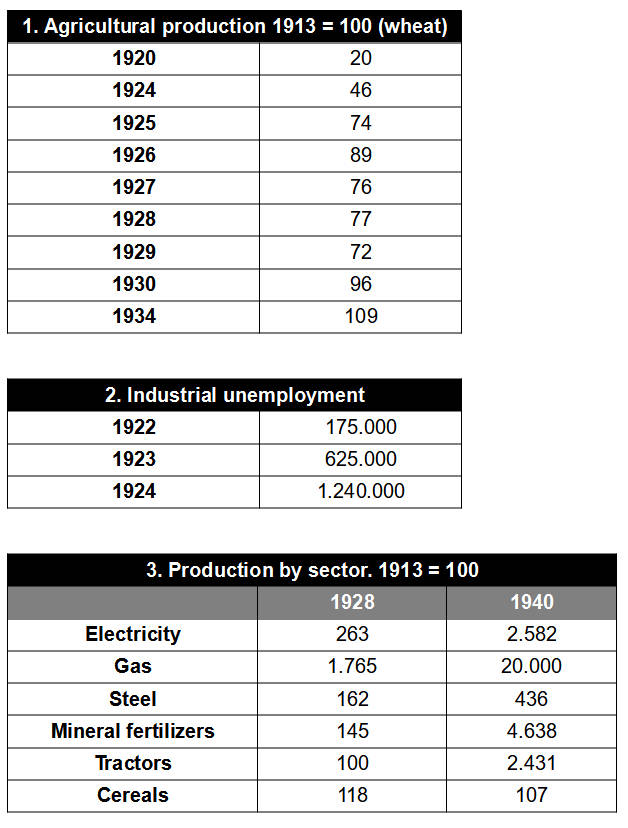 1. Agricultural production 1913 = 100 (wheat)
1920 20
1924 46
1925 74
1926 89
1927 76
1928 77
1929 72
1930 96
1934 109
2. Industrial unemployment
1922 175.000
1923 625.000
1924 1.240.000
3. Production by sector. 1913 = 100
1928 1940
Electricity 263 2.582
Gas 1.765 20.000
Steel 162 436
Mineral fertilizers 145 4.638
Tractors 100 2.431
Cereals 118 107